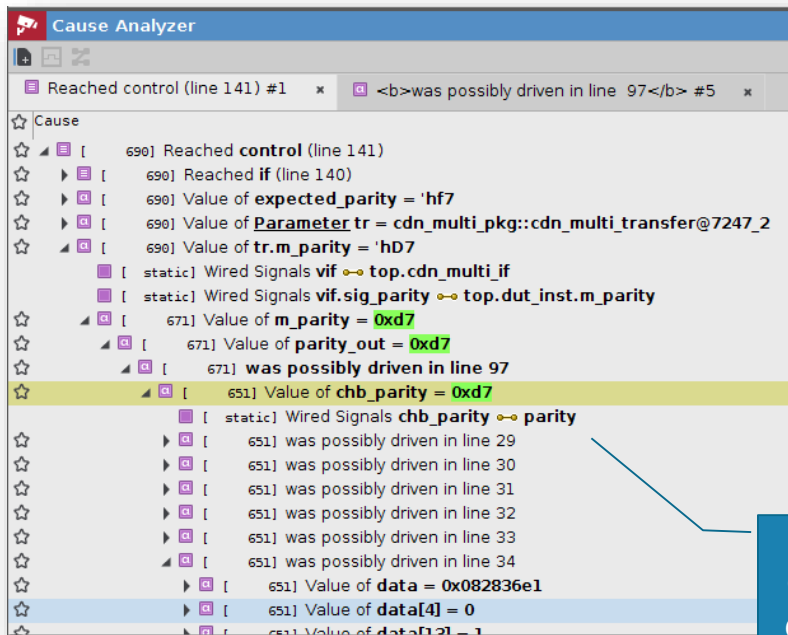 Cause Analyzer
Reached control (line 141) #1 × <b>was possibly driven in line 97</b> #5 ×
Cause
[ 690] Reached control (line 141)
[ 690] Reached if (line 140)
[ 690] Value of expected_parity = 'hf7
[ 690] Value of Parameter tr = cdn_multi_pkg::cdn_multi_transfer@7247_2
[ 690] Value of tr.m_parity = 'hD7
[ static] Wired Signals vif top.cdn_multi_if
[ static] Wired Signals vif.sig_parity top.dut_inst.m_parity
[ 671] Value of m_parity = 0xd7
[ 671] Value of parity_out = 0xd7
[ 671] was possibly driven in line 97
[ 651] Value of chb_parity = 0xd7
[ static] Wired Signals chb_parity parity
[ 651] was possibly driven in line 29
[ 651] was possibly driven in line 30
[ 651] was possibly driven in line 31
[ 651] was possibly driven in line 32
[ 651] was possibly driven in line 33
[ 651] was possibly driven in line 34
[ 651] Value of data = 0x082836e1
[ 651] Value of data[4] = 0
[ 651] Value of data[13] = 1